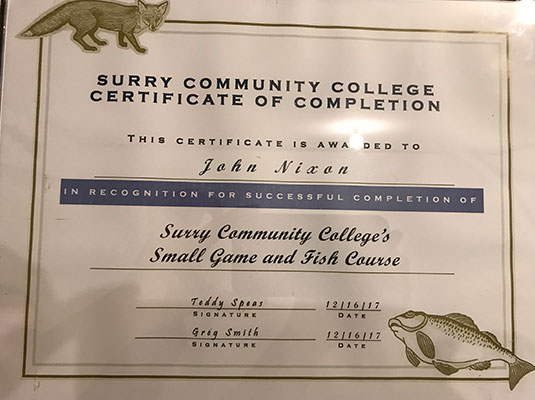 SURRY COMMUNITY COLLEGE
CERTIFICATE OF COMPLETION
THIS CERTIFICATE IS AWARDED TO
John Nixon
IN RECOGNITION FOR SUCCESSFUL COMPLETION OF
Surry Community College's
Small Game and Fish Course
Teddy Speas 12/16/17
SIGNATURE DATE
Greg Smith 12/16/17
SIGNATURE DATE